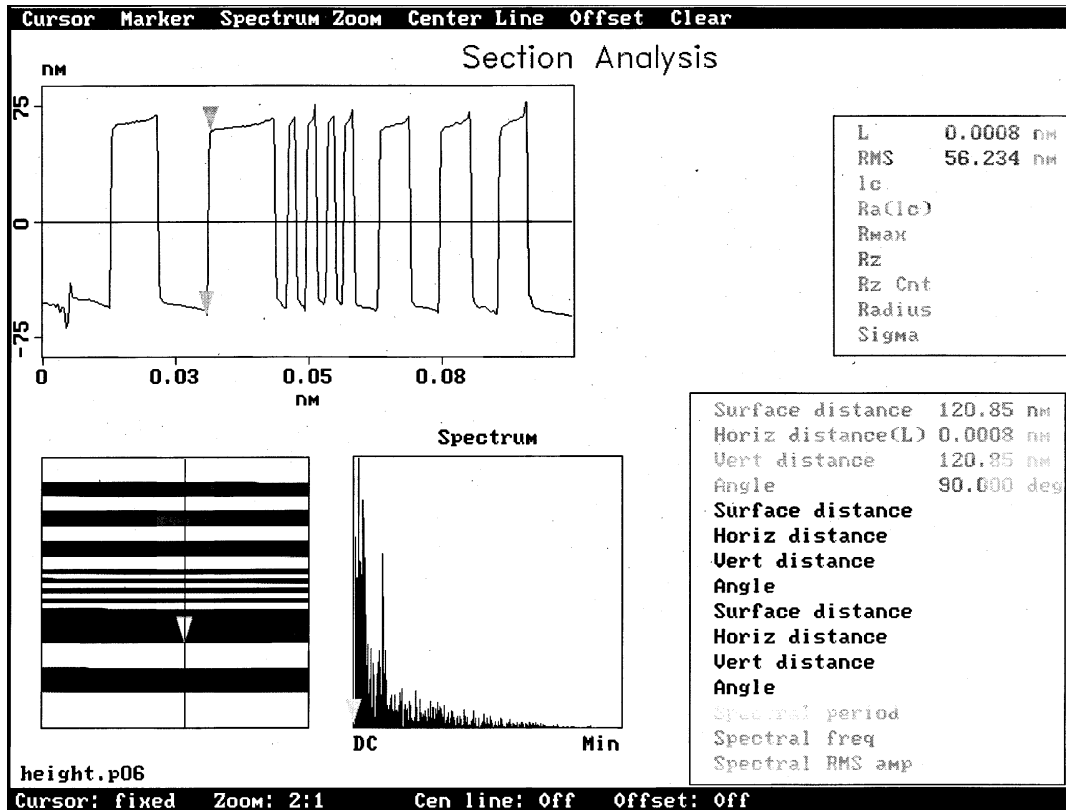 Cursor Marker Spectrum Zoom Center Line Offset Clear
Section Analysis
nm
75
0
-75
0 0.03 0.05 0.08
nm
L 0.0008 nm
RMS 56.234 nm
lc
Ra(lc)
Rmax
Rz
Rz Cnt
Radius
Sigma
Spectrum
DC Min
Surface distance 120.85 nm
Horiz distance(L) 0.0008 nm
Vert distance 120.85 nm
Angle 90.000 deg
Surface distance
Horiz distance
Vert distance
Angle
Surface distance
Horiz distance
Vert distance
Angle
Spectral period
Spectral freq
Spectral RMS amp
height.p06
Cursor: fixed Zoom: 2:1 Cen line: Off Offset: Off